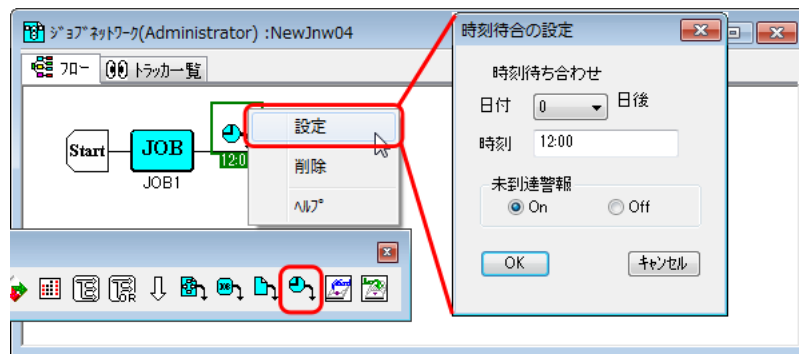 ｼﾞｮﾌﾞﾈｯﾄﾜｰｸ(Administrator) :NewJnw04
ﾌﾛｰ
ﾄﾗｯｶ一覧
Start
JOB
JOB1
12:0
設定
削除
ﾍﾙﾌﾟ
OR
時刻待合の設定
時刻待ち合わせ
日付 0 日後
時刻 12:00
未到達警報
On Off
OK ｷｬﾝｾﾙ